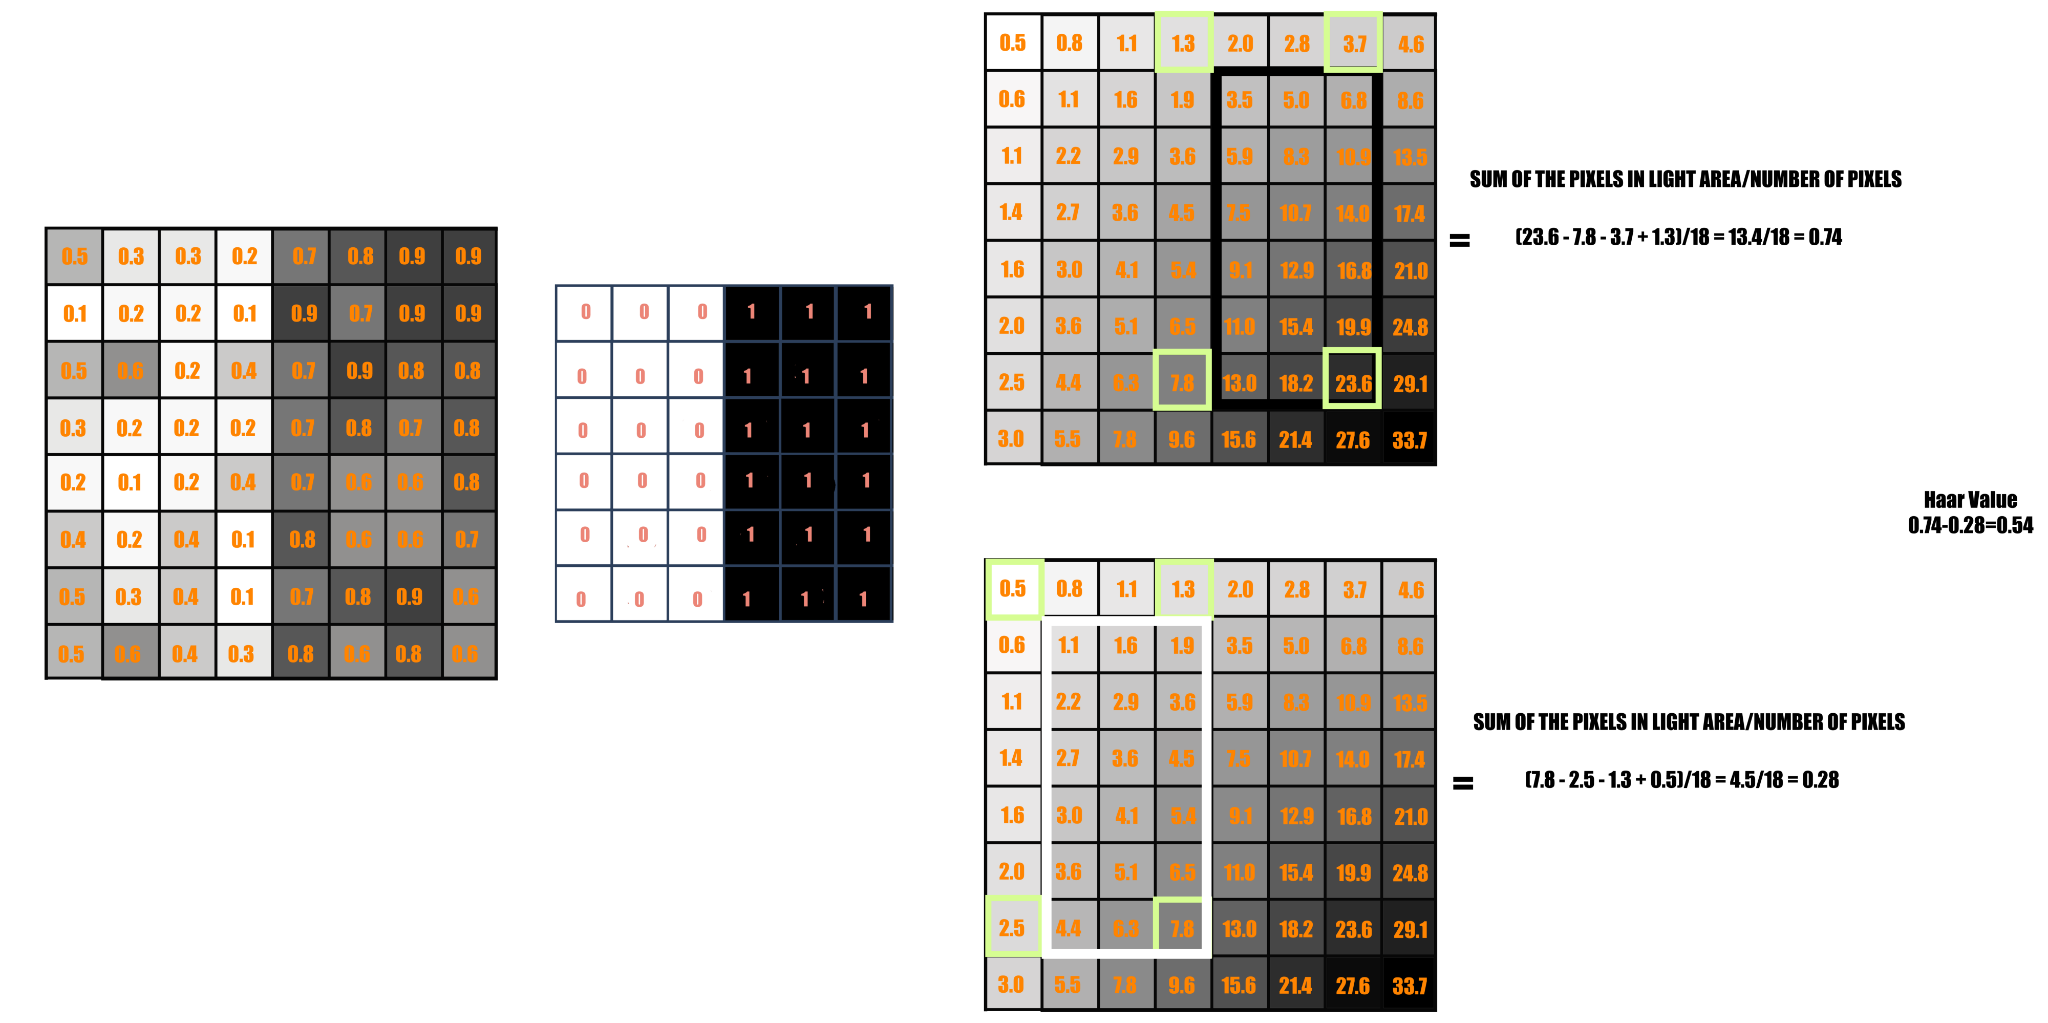 0.5 0.3 0.3 0.2 0.7 0.8 0.9 0.9
0.1 0.2 0.2 0.1 0.9 0.7 0.9 0.9
0.5 0.6 0.2 0.4 0.7 0.9 0.8 0.8
0.3 0.2 0.2 0.2 0.7 0.8 0.7 0.8
0.2 0.1 0.2 0.4 0.7 0.6 0.6 0.8
0.4 0.2 0.4 0.1 0.8 0.6 0.6 0.7
0.5 0.3 0.4 0.1 0.7 0.8 0.9 0.6
0.5 0.6 0.4 0.3 0.8 0.6 0.8 0.6
0 0 0 1 1 1
0 0 0 1 1 1
0 0 0 1 1 1
0 0 0 1 1 1
0 0 0 1 1 1
0 0 0 1 1 1
0.5 0.8 1.1 1.3 2.0 2.8 3.7 4.6
0.6 1.1 1.6 1.9 3.5 5.0 6.8 8.6
1.1 2.2 2.9 3.6 5.9 8.3 10.9 13.5
1.4 2.7 3.6 4.5 7.5 10.7 14.0 17.4
1.6 3.0 4.1 5.4 9.1 12.9 16.8 21.0
2.0 3.6 5.1 6.5 11.0 15.4 19.9 24.8
2.5 4.4 6.3 7.8 13.0 18.2 23.6 29.1
3.0 5.5 7.8 9.6 15.6 21.4 27.6 33.7
SUM OF THE PIXELS IN LIGHT AREA/NUMBER OF PIXELS
= (23.6 - 7.8 - 3.7 + 1.3)/18 = 13.4/18 = 0.74
Haar Value
0.74-0.28=0.54
0.5 0.8 1.1 1.3 2.0 2.8 3.7 4.6
0.6 1.1 1.6 1.9 3.5 5.0 6.8 8.6
1.1 2.2 2.9 3.6 5.9 8.3 10.9 13.5
1.4 2.7 3.6 4.5 7.5 10.7 14.0 17.4
1.6 3.0 4.1 5.4 9.1 12.9 16.8 21.0
2.0 3.6 5.1 6.5 11.0 15.4 19.9 24.8
2.5 4.4 6.3 7.8 13.0 18.2 23.6 29.1
3.0 5.5 7.8 9.6 15.6 21.4 27.6 33.7
SUM OF THE PIXELS IN LIGHT AREA/NUMBER OF PIXELS
= (7.8 - 2.5 - 1.3 + 0.5)/18 = 4.5/18 = 0.28